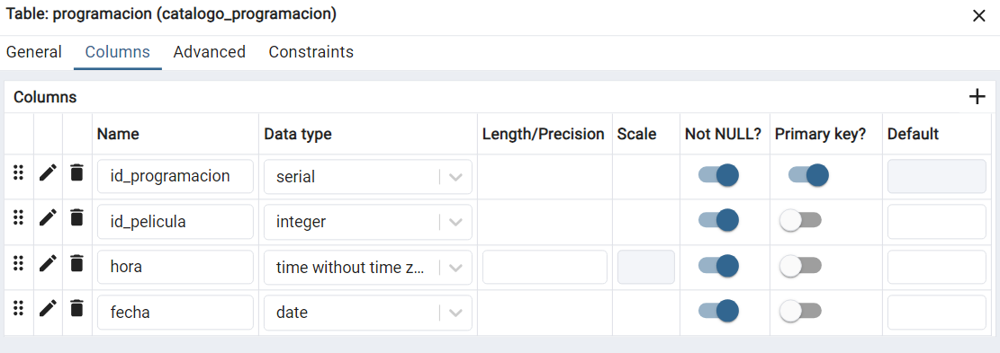 Table: programacion (catalogo_programacion)
General Columns Advanced Constraints
Columns
Name Data type Length/Precision Scale Not NULL? Primary key? Default
id_programacion serial
id_pelicula integer
hora time without time z...
fecha date